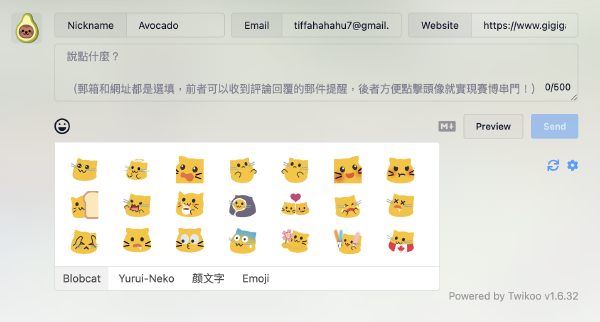 Nickname Avocado Email tiffahahahu7@gmail. Website https://www.gigiga
說點什麼？
（郵箱和網址都是選填，前者可以收到評論回覆的郵件提醒，後者方便點擊頭像就實現賽博串門！） 0/500
M Preview Send
Blobcat Yurui-Neko 顏文字 Emoji
Powered by Twikoo v1.6.32